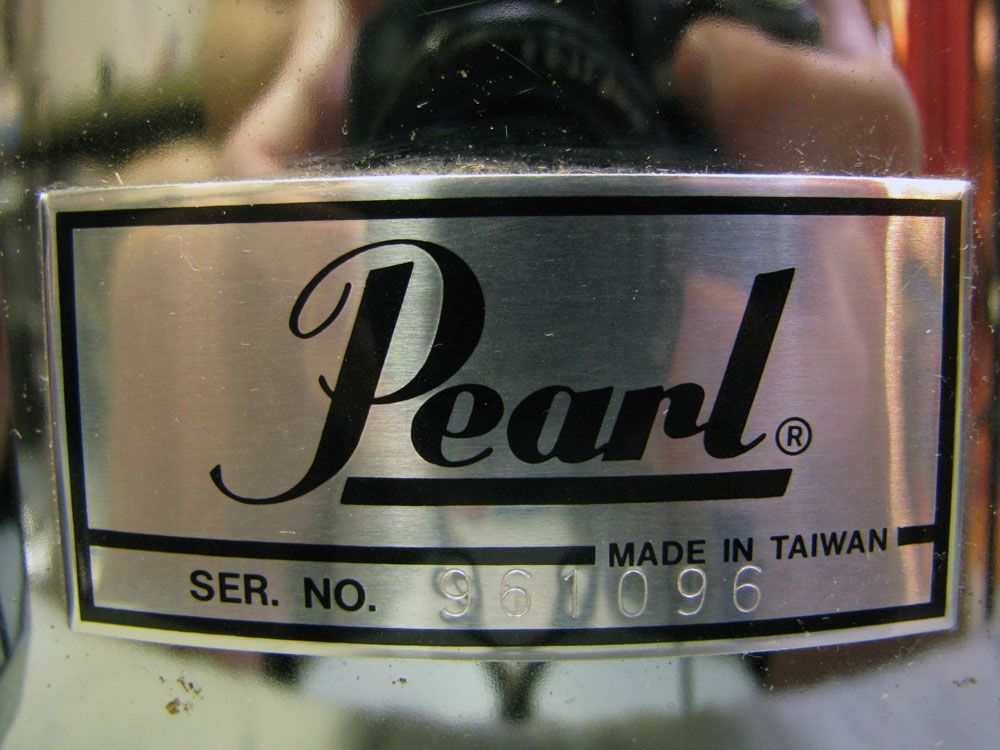 Pearl®
MADE IN TAIWAN
SER. NO. 961096